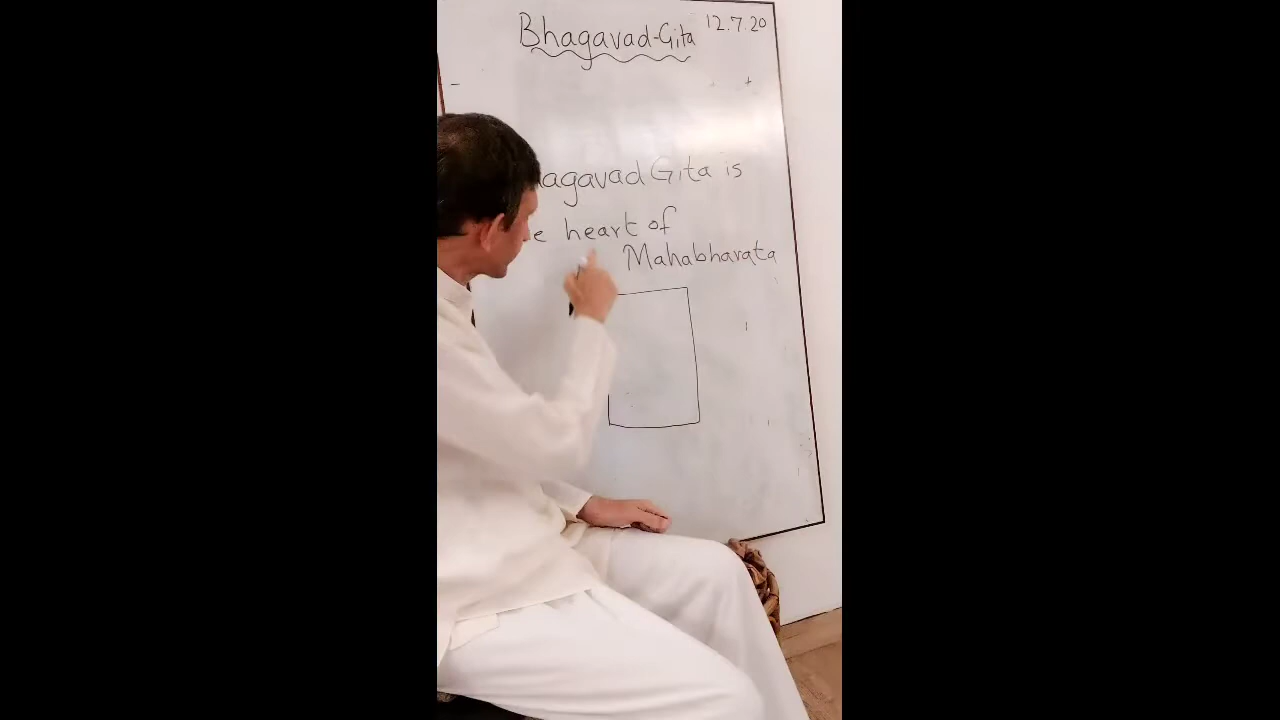 Bhagavad-Gita
12.7.20
agavad Gita is
e heart of
Mahabharata